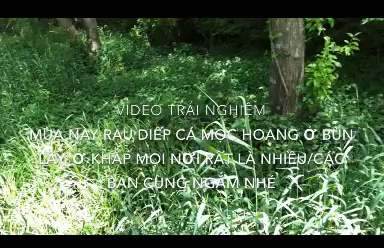 VIDEO TRẢI NGHIỆM
MÙA NÀY RAU DIẾP CÁ MỌC HOANG Ở BÙN
LẦY, Ở KHẮP MỌI NƠI RẤT LÀ NHIỀU/CÁC
BẠN CÙNG NGẮM NHÉ